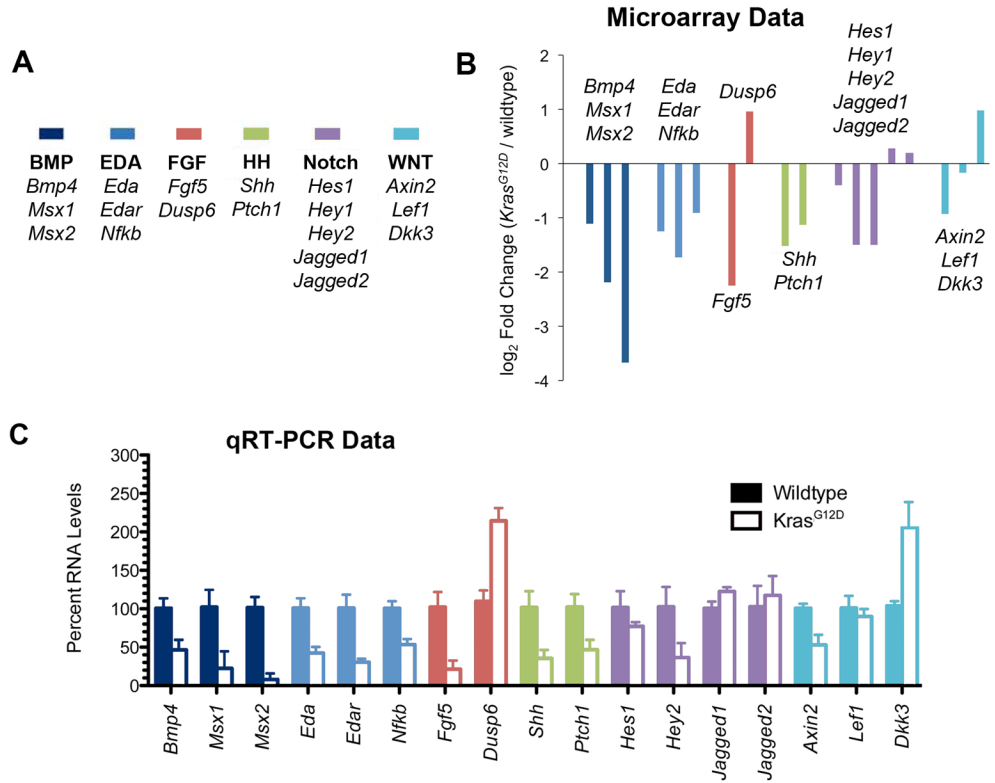 Microarray Data
A
BMP EDA FGF HH Notch WNT
Bmp4 Eda Fgf5 Shh Hes1 Axin2
Msx1 Edar Dusp6 Ptch1 Hey1 Lef1
Msx2 Nfkb Hey2 Dkk3
Jagged1
Jagged2
B
log2 Fold Change (KrasG12D / wildtype)
2
1
0
-1
-2
-3
-4
Bmp4
Msx1
Msx2
Eda
Edar
Nfkb
Dusp6
Fgf5
Shh
Ptch1
Hes1
Hey1
Hey2
Jagged1
Jagged2
Axin2
Lef1
Dkk3
C
qRT-PCR Data
Percent RNA Levels
300
250
200
150
100
50
0
Wildtype
KrasG12D
Bmp4 Msx1 Msx2 Eda Edar Nfkb Fgf5 Dusp6 Shh Ptch1 Hes1 Hey2 Jagged1 Jagged2 Axin2 Lef1 Dkk3